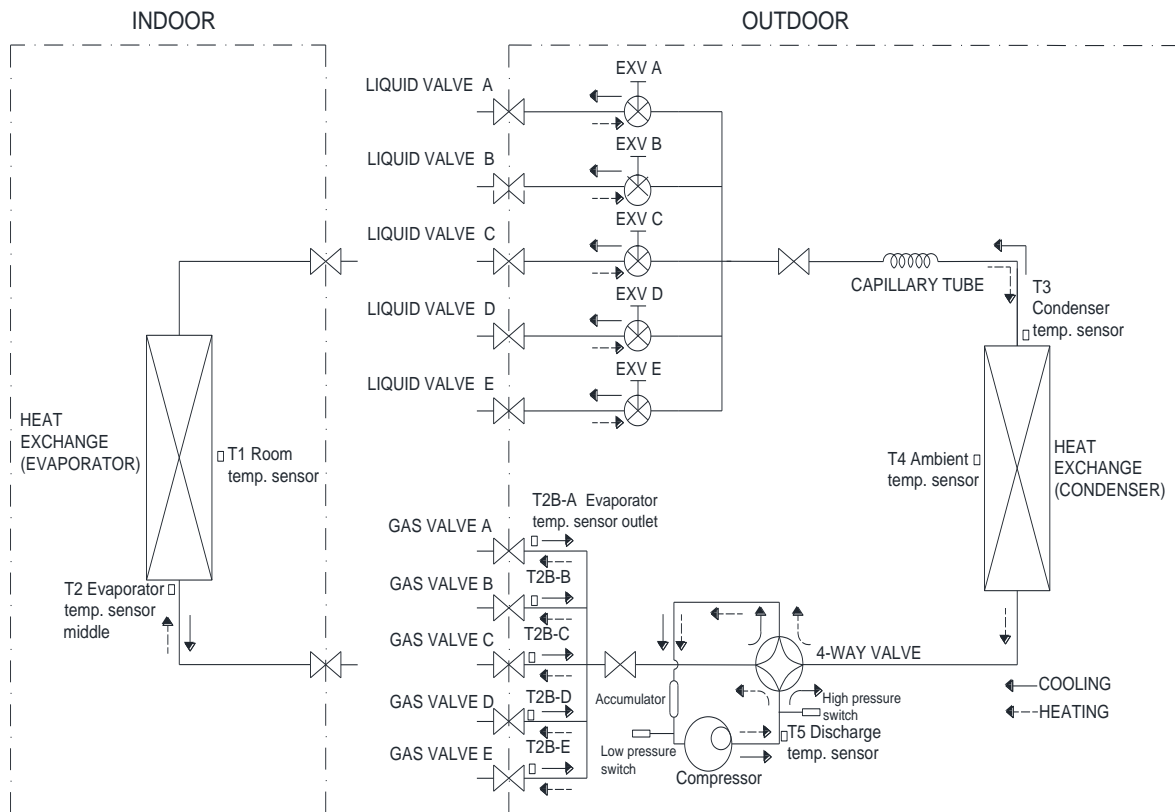 INDOOR
OUTDOOR
LIQUID VALVE  A
EXV A
LIQUID VALVE  B
EXV B
LIQUID VALVE  C
EXV C
CAPILLARY TUBE
T3
Condenser
temp. sensor
LIQUID VALVE  D
EXV D
LIQUID VALVE  E
EXV E
HEAT
EXCHANGE
(EVAPORATOR)
T1 Room
temp. sensor
T4 Ambient
temp. sensor
HEAT
EXCHANGE
(CONDENSER)
T2B-A  Evaporator
temp. sensor outlet
GAS VALVE A
T2 Evaporator
temp. sensor
middle
GAS VALVE B
T2B-B
GAS VALVE C
T2B-C
4-WAY VALVE
GAS VALVE D
T2B-D
Accumulator
High pressure
switch
COOLING
HEATING
GAS VALVE E
T2B-E
Low pressure
switch
Compressor
T5 Discharge
temp. sensor